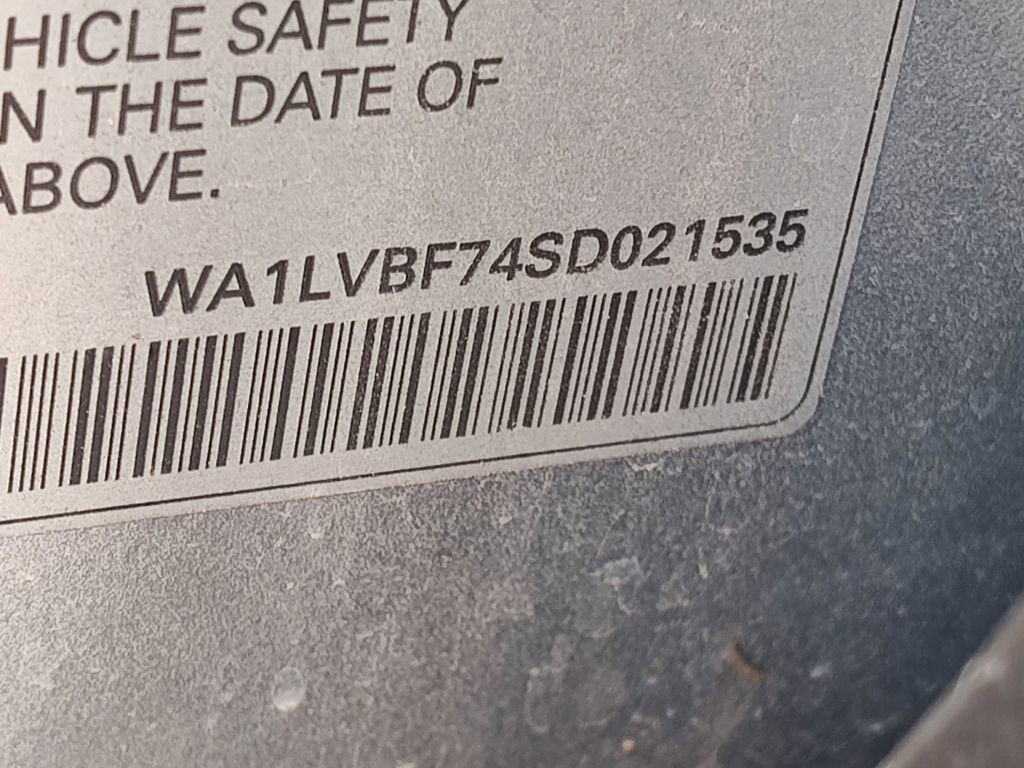 HICLE SAFETY
N THE DATE OF
ABOVE.
WA1LVBF74SD021535